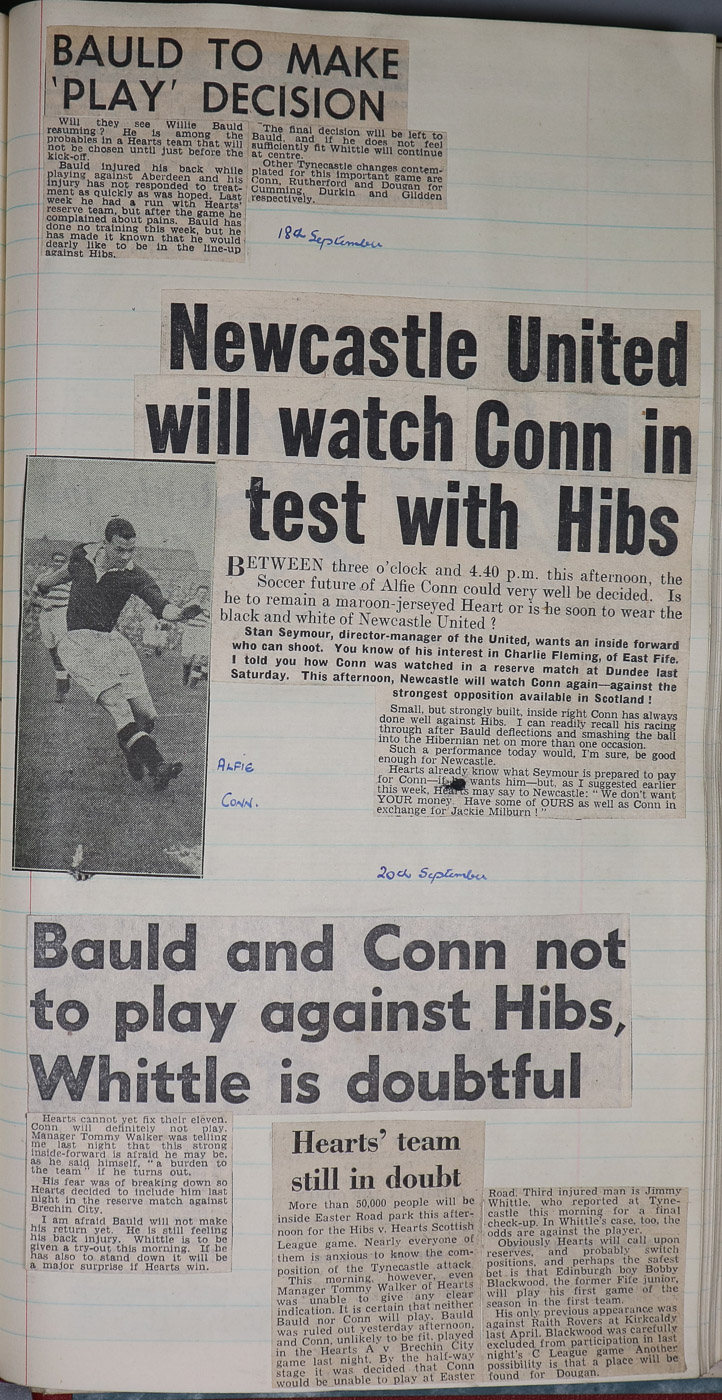 BAULD TO MAKE
'PLAY' DECISION
Will they see Willie Bauld
resuming? He is among the
probables in a Hearts team that will
not be chosen until just before the
kick-off.
Bauld injured his back while
playing against Aberdeen and his
injury has not responded to treat-
ment as quickly as was hoped. Last
week he had a run with Hearts'
reserve team, but after the game he
complained about pains. Bauld has
done no training this week, but he
has made it known that he would
dearly like to be in the line-up
against Hibs.
The final decision will be left to
Bauld, and if he does not feel
sufficiently fit Whittle will continue
at centre.
Other Tynecastle changes contem-
plated for this important game are
Conn, Rutherford and Dougan for
Cumming, Durkin and Glidden
respectively.
18th September
Newcastle United
will watch Conn in
test with Hibs
BETWEEN three o'clock and 4.40 p.m. this afternoon, the
Soccer future of Alfie Conn could very well be decided. Is
he to remain a maroon-jerseyed Heart or is he soon to wear the
black and white of Newcastle United?
Stan Seymour, director-manager of the United, wants an inside forward
who can shoot. You know of his interest in Charlie Fleming, of East Fife.
I told you how Conn was watched in a reserve match at Dundee last
Saturday. This afternoon, Newcastle will watch Conn again—against the
strongest opposition available in Scotland!
Small, but strongly built, inside right Conn has always
done well against Hibs. I can readily recall his racing
through after Bauld deflections and smashing the ball
into the Hibernian net on more than one occasion.
Such a performance today would, I'm sure, be good
enough for Newcastle.
Hearts already know what Seymour is prepared to pay
for Conn—if he wants him—but, as I suggested earlier
this week, Hearts may say to Newcastle: "We don't want
YOUR money. Have some of OURS as well as Conn in
exchange for Jackie Milburn!"
ALFIE
CONN.
20th September
Bauld and Conn not
to play against Hibs,
Whittle is doubtful
Hearts cannot yet fix their eleven.
Conn will definitely not play.
Manager Tommy Walker was telling
me last night that this strong
inside-forward is afraid he may be,
as he said himself, "a burden to
the team" if he turns out.
His fear was of breaking down so
Hearts decided to include him last
night in the reserve match against
Brechin City.
I am afraid Bauld will not make
his return yet. He is still feeling
his back injury. Whittle is to be
given a try-out this morning. If he
has also to stand down it will be
a major surprise if Hearts win.
Hearts' team
still in doubt
More than 50,000 people will be
inside Easter Road park this after-
noon for the Hibs v. Hearts Scottish
League game. Nearly everyone of
them is anxious to know the com-
position of the Tynecastle attack.
This morning, however, even
Manager Tommy Walker of Hearts
was unable to give any clear
indication. It is certain that neither
Bauld nor Conn will play. Bauld
was ruled out yesterday afternoon,
and Conn, unlikely to be fit, played
in the Hearts A v Brechin City
game last night. By the half-way
stage it was decided that Conn
would be unable to play at Easter
Road. Third injured man is Jimmy
Whittle, who reported at Tyne-
castle this morning for a final
check-up. In Whittle's case, too, the
odds are against the player.
Obviously Hearts will call upon
reserves, and probably switch
positions, and perhaps the safest
bet is that Edinburgh boy Bobby
Blackwood, the former Fife junior,
will play his first game of the
season in the first team.
His only previous appearance was
against Raith Rovers at Kirkcaldy
last April. Blackwood was carefully
excluded from participation in last
night's C League game Another
possibility is that a place will be
found for Dougan.